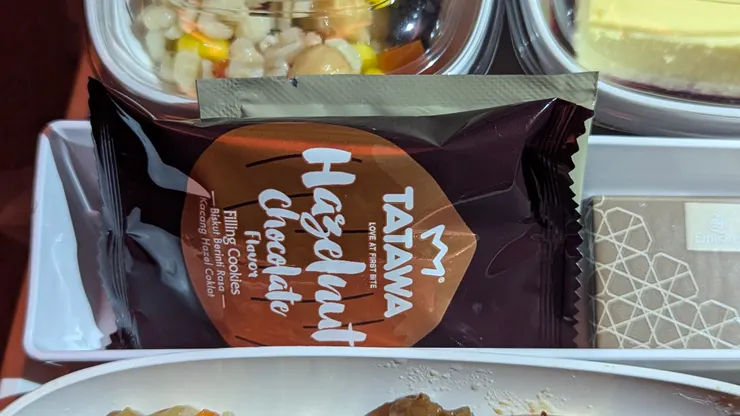 TATAWA®
LOVE AT FIRST BITE
Hazelnut
Chocolate
Flavor
Filling Cookies
Biskut Berinti Rasa
Kacang Hazel Coklat